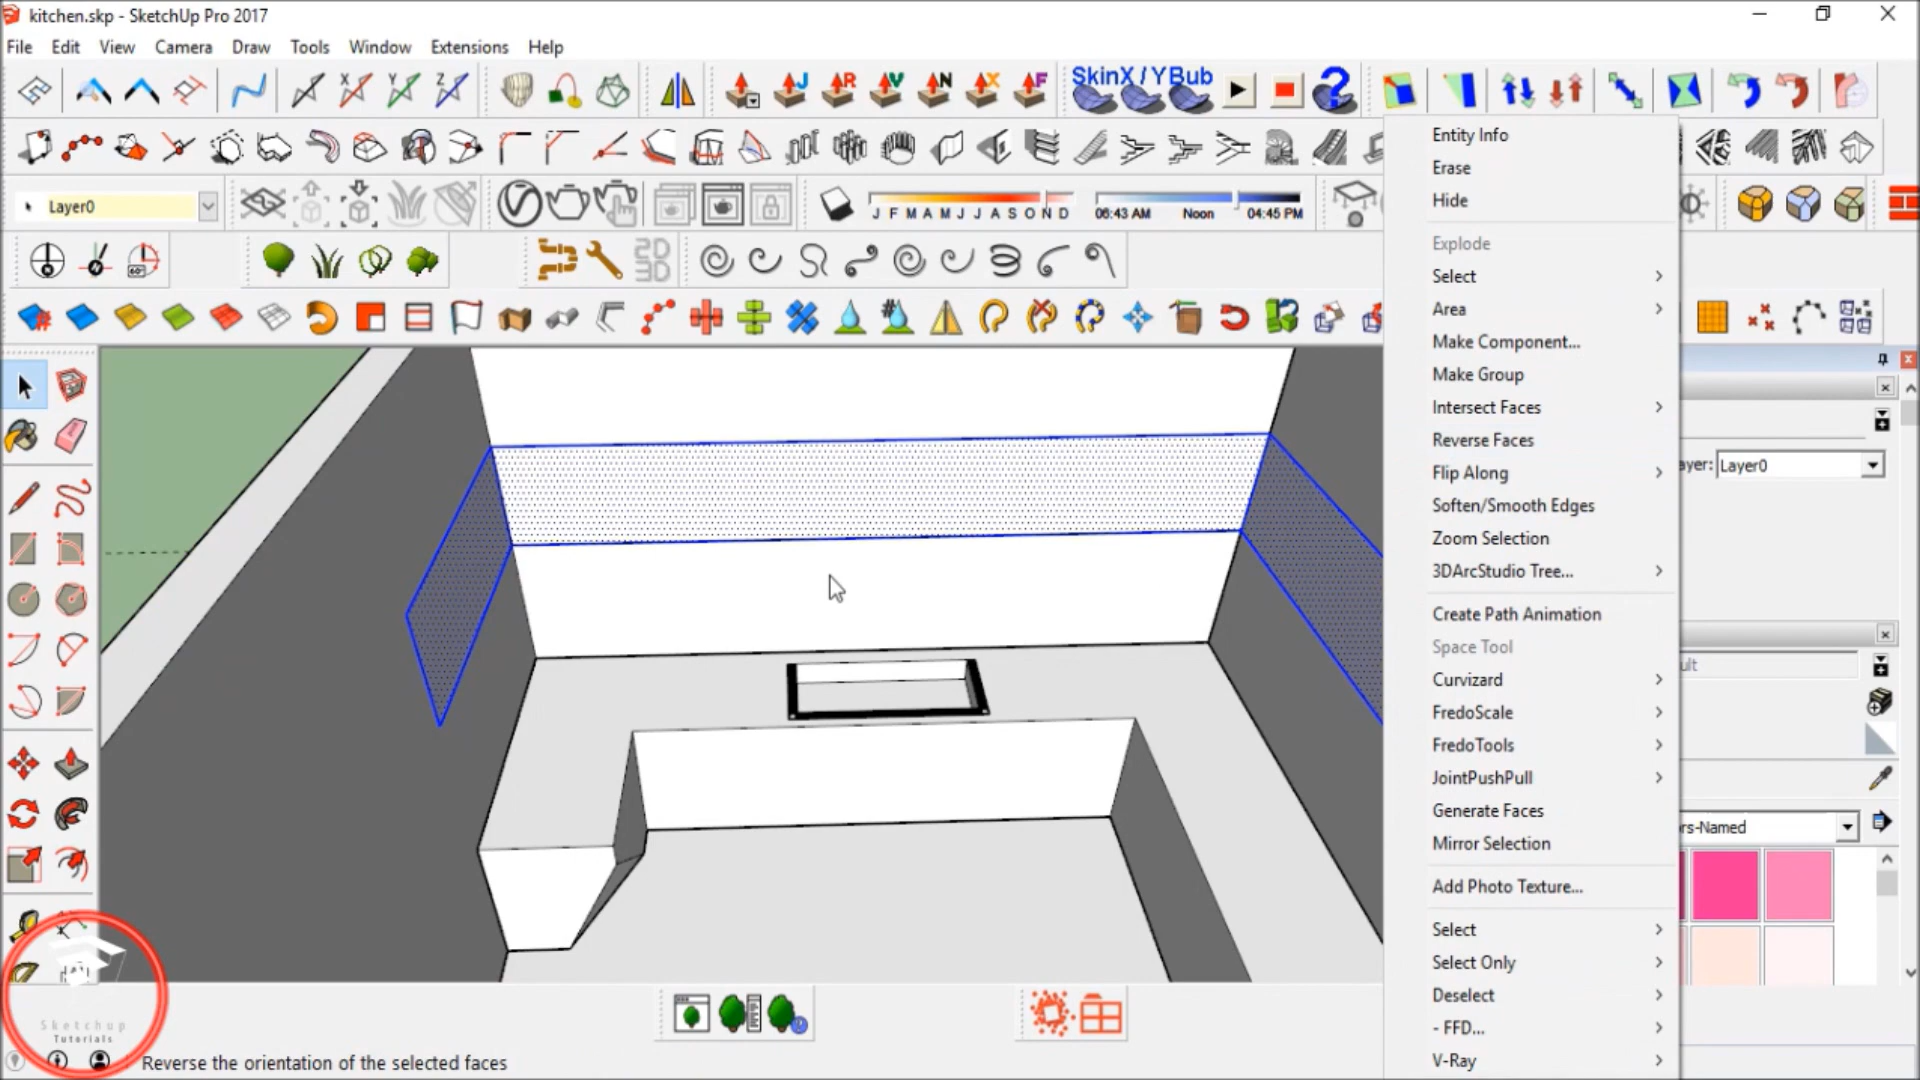 kitchen.skp - SketchUp Pro 2017
File Edit View Camera Draw Tools Window Extensions Help
X Y Z J R V N X F SkinX / YBub ?
Layer0
J F M A M J J A S O N D 06:43 AM Noon 04:45 PM
60° 2D
3D
Entity Info
Erase
Hide
Explode
Select
Area
Make Component...
Make Group
Intersect Faces
Reverse Faces
Flip Along
Soften/Smooth Edges
Zoom Selection
3DArcStudio Tree...
Create Path Animation
Space Tool
Curvizard
FredoScale
FredoTools
JointPushPull
Generate Faces
Mirror Selection
Add Photo Texture...
Select
Select Only
Deselect
- FFD...
V-Ray
ayer: Layer0
ult
rs-Named
Sketchup
Tutorials
Reverse the orientation of the selected faces